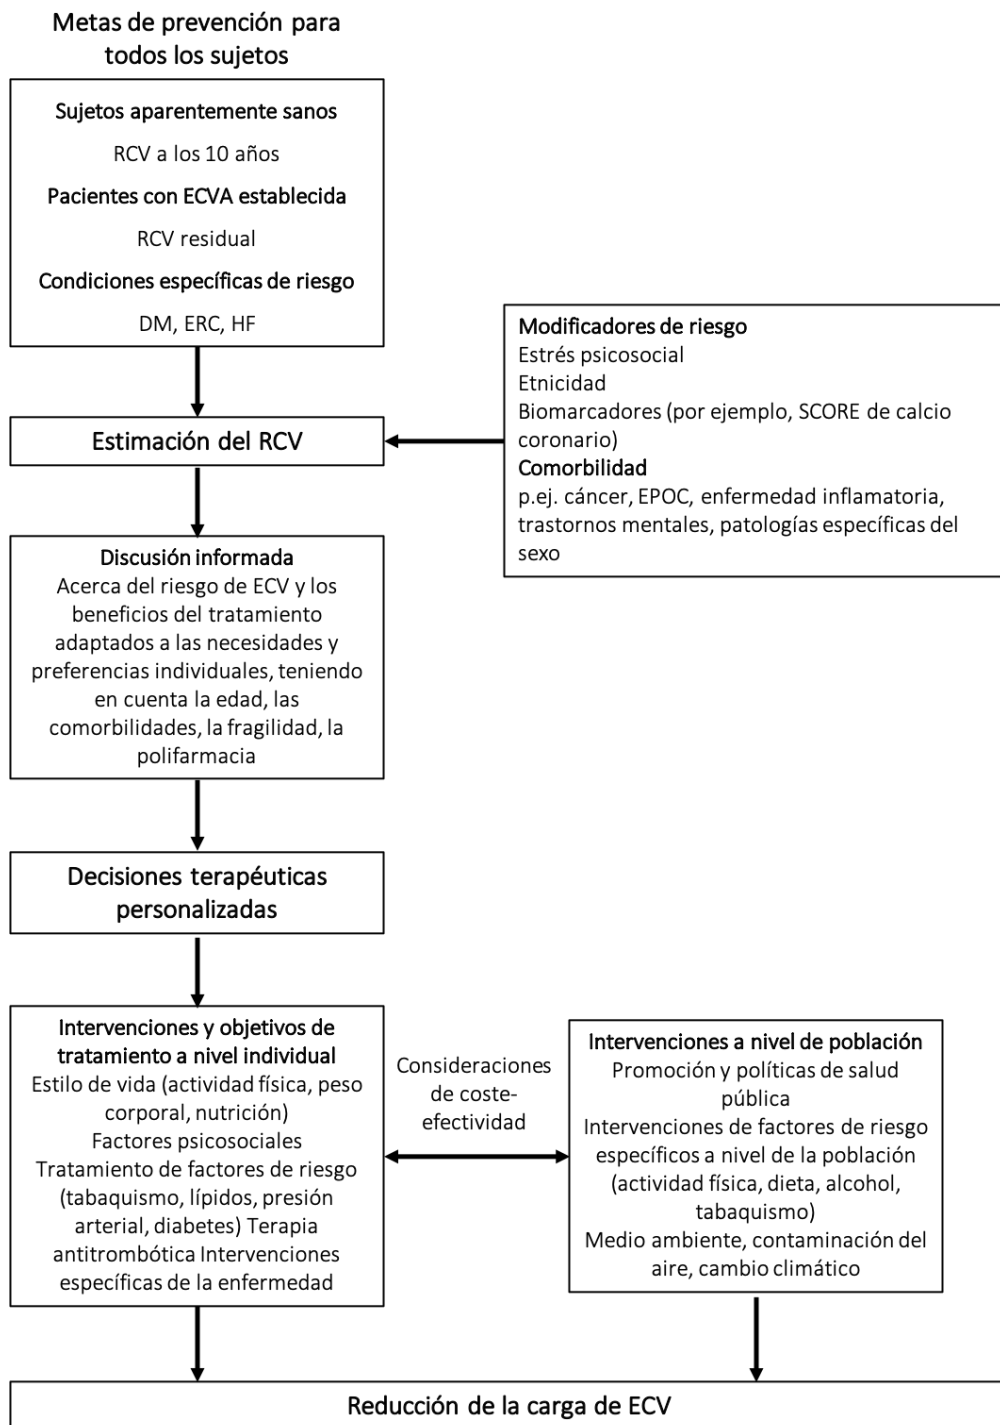 Metas de prevención para
todos los sujetos
Sujetos aparentemente sanos
RCV a los 10 años
Pacientes con ECVA establecida
RCV residual
Condiciones específicas de riesgo
DM, ERC, HF
Modificadores de riesgo
Estrés psicosocial
Etnicidad
Biomarcadores (por ejemplo, SCORE de calcio
coronario)
Comorbilidad
p.ej. cáncer, EPOC, enfermedad inflamatoria,
trastornos mentales, patologías específicas del
sexo
Estimación del RCV
Discusión informada
Acerca del riesgo de ECV y los
beneficios del tratamiento
adaptados a las necesidades y
preferencias individuales, teniendo
en cuenta la edad, las
comorbilidades, la fragilidad, la
polifarmacia
Decisiones terapéuticas
personalizadas
Intervenciones y objetivos de
tratamiento a nivel individual
Estilo de vida (actividad física, peso
corporal, nutrición)
Factores psicosociales
Tratamiento de factores de riesgo
(tabaquismo, lípidos, presión
arterial, diabetes) Terapia
antitrombótica Intervenciones
específicas de la enfermedad
Consideraciones
de coste-
efectividad
Intervenciones a nivel de población
Promoción y políticas de salud
pública
Intervenciones de factores de riesgo
específicos a nivel de la población
(actividad física, dieta, alcohol,
tabaquismo)
Medio ambiente, contaminación del
aire, cambio climático
Reducción de la carga de ECV